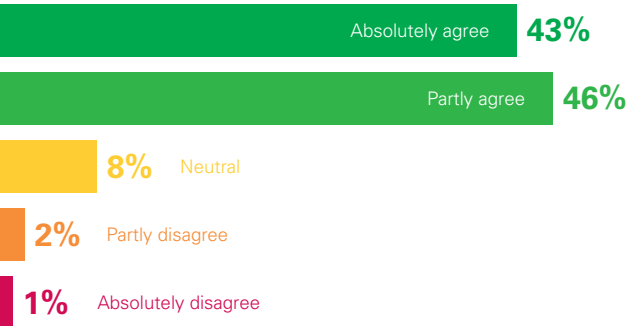 Absolutely agree 43%
Partly agree 46%
8% Neutral
2% Partly disagree
1% Absolutely disagree